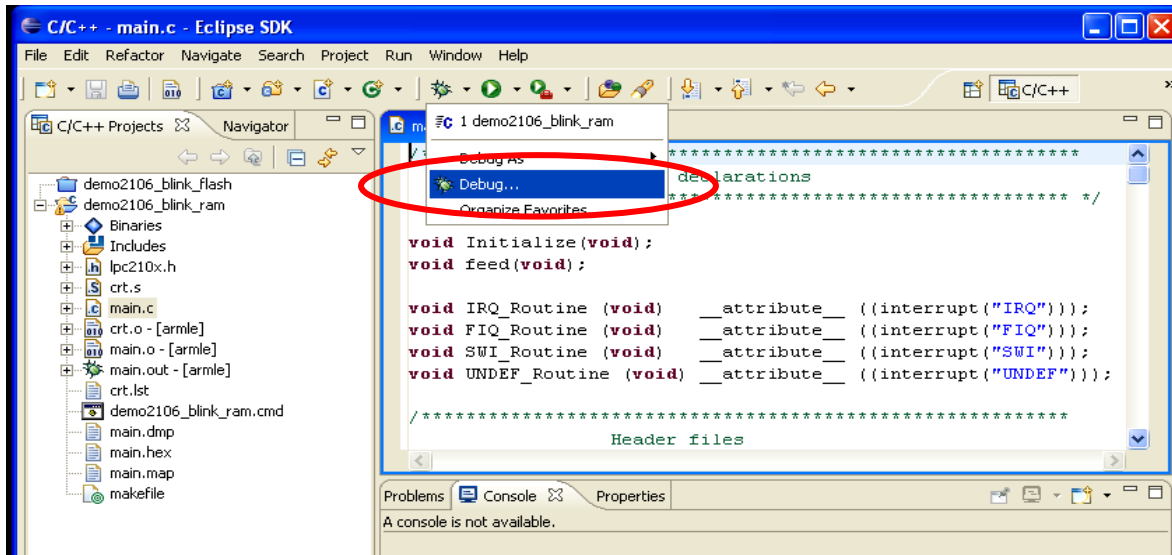 C/C++ - main.c - Eclipse SDK
File Edit Refactor Navigate Search Project Run Window Help
C/C++
C/C++ Projects Navigator
1 demo2106_blink_ram
Debug As
Debug...
Organize Favorites...
demo2106_blink_flash
demo2106_blink_ram
Binaries
Includes
lpc210x.h
crt.s
main.c
crt.o - [armle]
main.o - [armle]
main.out - [armle]
crt.lst
demo2106_blink_ram.cmd
main.dmp
main.hex
main.map
makefile
declarations
************************************ */
void Initialize(void);
void feed(void);
void IRQ_Routine (void) __attribute__ ((interrupt("IRQ")));
void FIQ_Routine (void) __attribute__ ((interrupt("FIQ")));
void SWI_Routine (void) __attribute__ ((interrupt("SWI")));
void UNDEF_Routine (void) __attribute__ ((interrupt("UNDEF")));
/**********************************************************
Header files
Problems Console Properties
A console is not available.